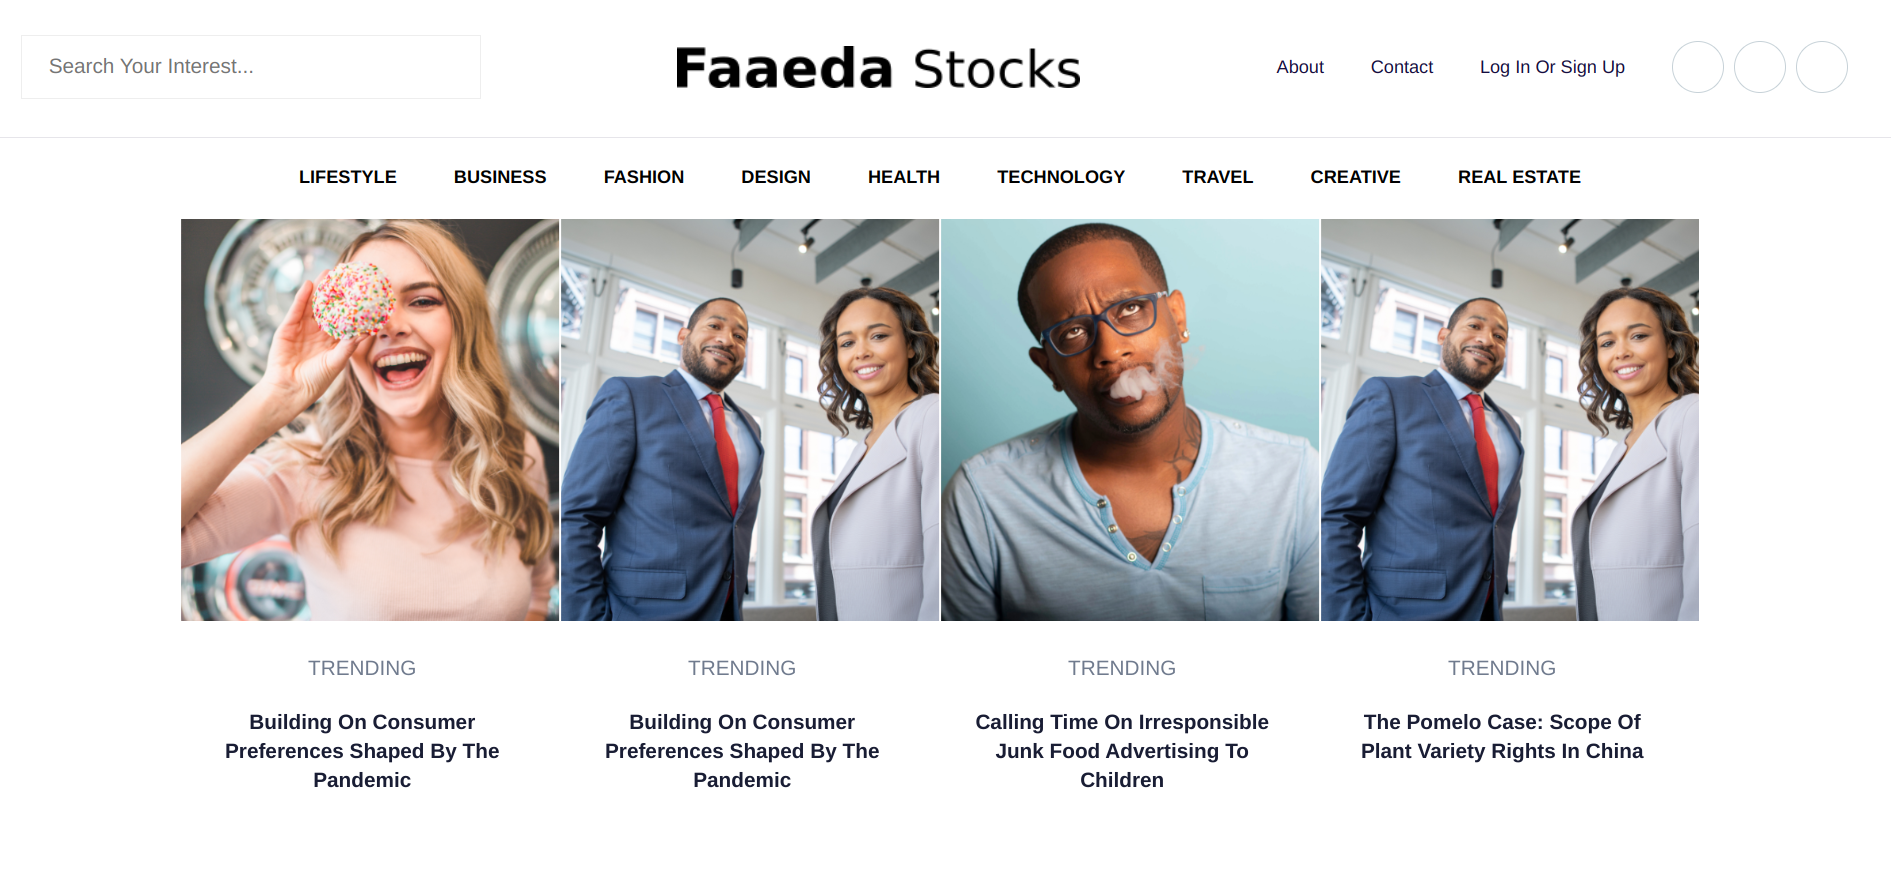 Search Your Interest...
Faaeda Stocks
About
Contact
Log In Or Sign Up
LIFESTYLE
BUSINESS
FASHION
DESIGN
HEALTH
TECHNOLOGY
TRAVEL
CREATIVE
REAL ESTATE
TRENDING
Building On Consumer
Preferences Shaped By The
Pandemic
TRENDING
Building On Consumer
Preferences Shaped By The
Pandemic
TRENDING
Calling Time On Irresponsible
Junk Food Advertising To
Children
TRENDING
The Pomelo Case: Scope Of
Plant Variety Rights In China